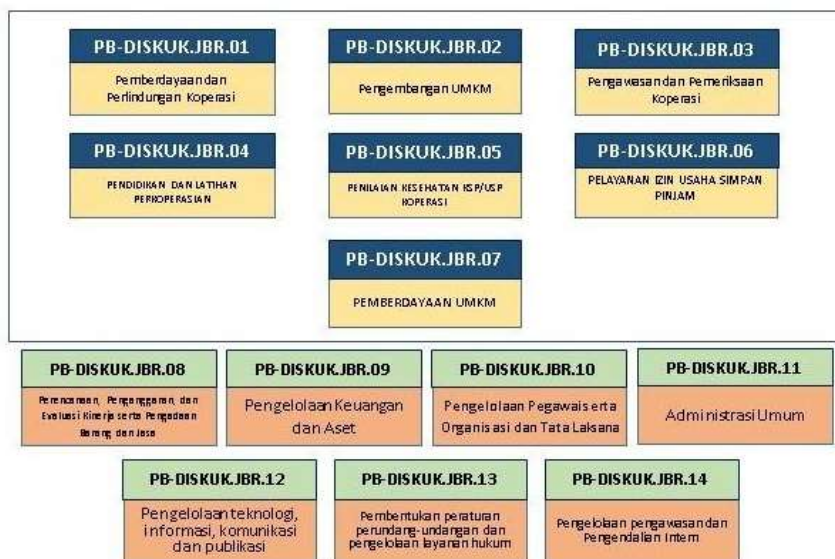 PB-DISKUK.JBR.01
Pemberdayaan dan
Perlindungan Koperasi
PB-DISKUK.JBR.02
Pengembangan UMKM
PB-DISKUK.JBR.03
Pengawasan dan Pemeriksaan
Koperasi
PB-DISKUK.JBR.04
PENDIDIKAN DAN LATIHAN
PERKOPERASIAN
PB-DISKUK.JBR.05
PENILAIAN KESEHATAN KSP/USP
KOPERASI
PB-DISKUK.JBR.06
PELAYANAN IZIN USAHA SIMPAN
PINJAM
PB-DISKUK.JBR.07
PEMBERDAYAAN UMKM
PB-DISKUK.JBR.08
Perencanaan, Penganggaran, dan
Evaluasi Kinerja serta Pengadaan
Barang dan Jasa
PB-DISKUK.JBR.09
Pengelolaan Keuangan
dan Aset
PB-DISKUK.JBR.10
Pengelolaan Pegawai serta
Organisasi dan Tata Laksana
PB-DISKUK.JBR.11
Administrasi Umum
PB-DISKUK.JBR.12
Pengelolaan teknologi,
informasi, komunikasi
dan publikasi
PB-DISKUK.JBR.13
Pembentukan peraturan
perundang-undangan dan
pengelolaan layanan hukum
PB-DISKUK.JBR.14
Pengelolaan pengawasan dan
Pengendalian Intern